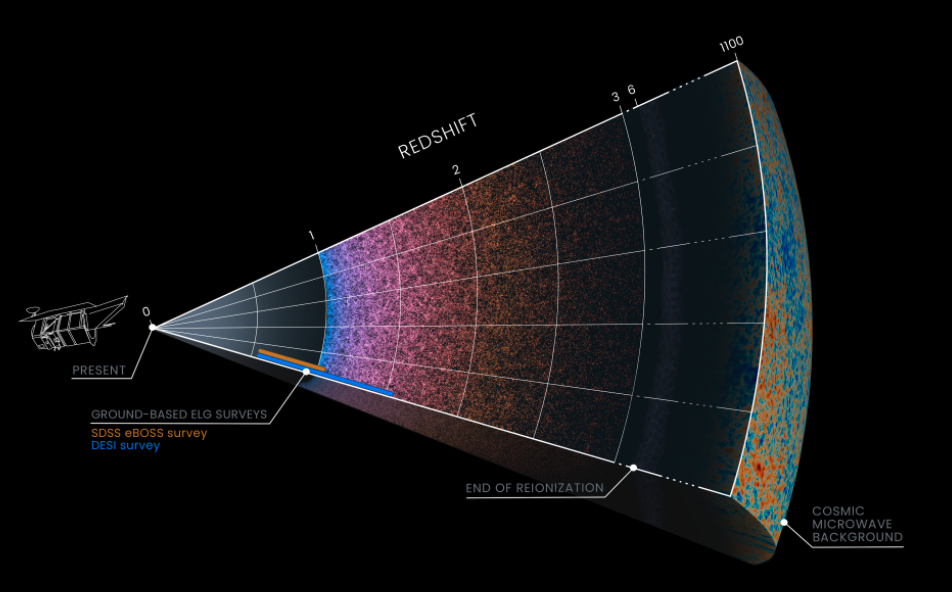 1100
3
6
REDSHIFT
2
1
0
PRESENT
GROUND-BASED ELG SURVEYS
SDSS eBOSS survey
DESI survey
END OF REIONIZATION
COSMIC
MICROWAVE
BACKGROUND